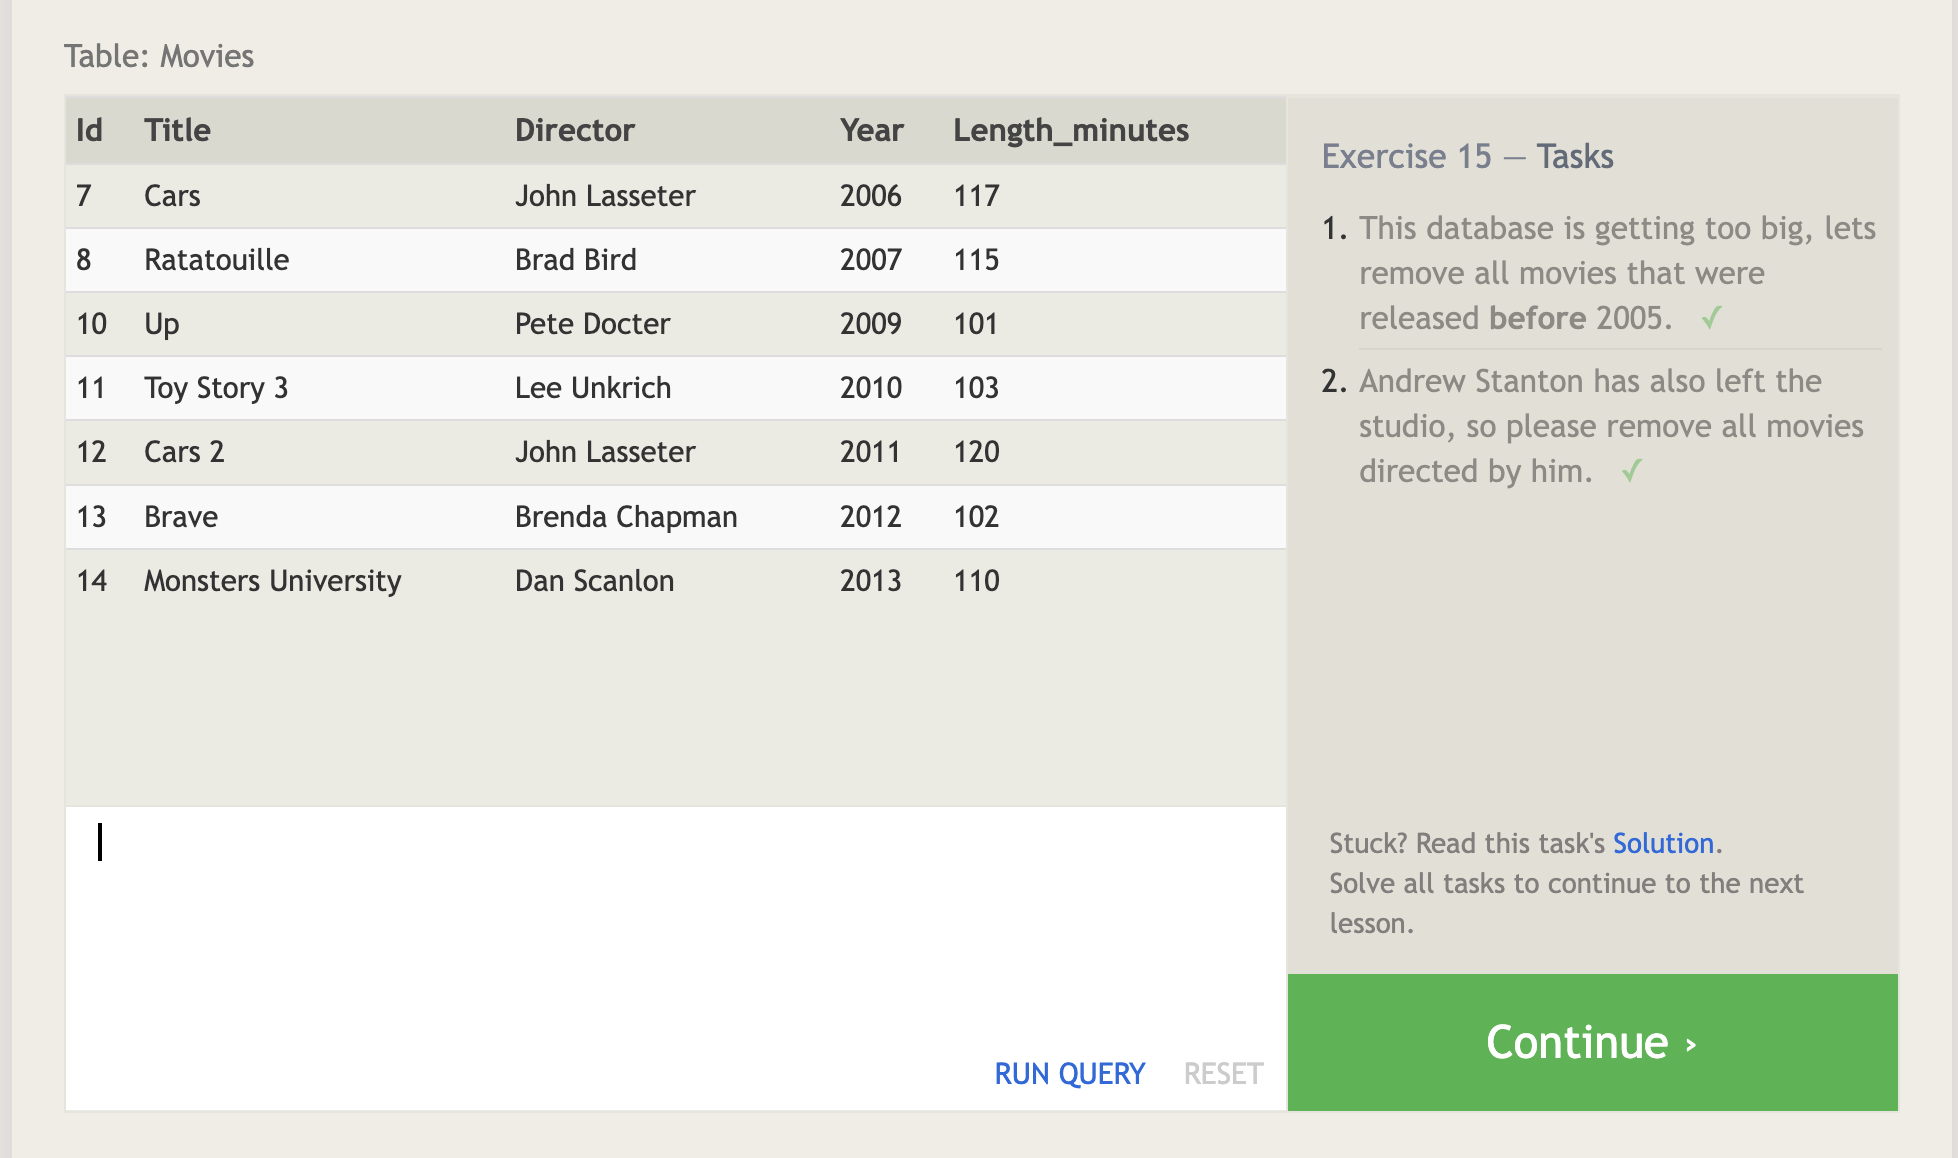 Table: Movies
Id Title Director Year Length_minutes
7 Cars John Lasseter 2006 117
8 Ratatouille Brad Bird 2007 115
10 Up Pete Docter 2009 101
11 Toy Story 3 Lee Unkrich 2010 103
12 Cars 2 John Lasseter 2011 120
13 Brave Brenda Chapman 2012 102
14 Monsters University Dan Scanlon 2013 110
RUN QUERY RESET
Exercise 15 — Tasks
1. This database is getting too big, lets
remove all movies that were
released before 2005. ✓
2. Andrew Stanton has also left the
studio, so please remove all movies
directed by him. ✓
Stuck? Read this task's Solution.
Solve all tasks to continue to the next
lesson.
Continue ›